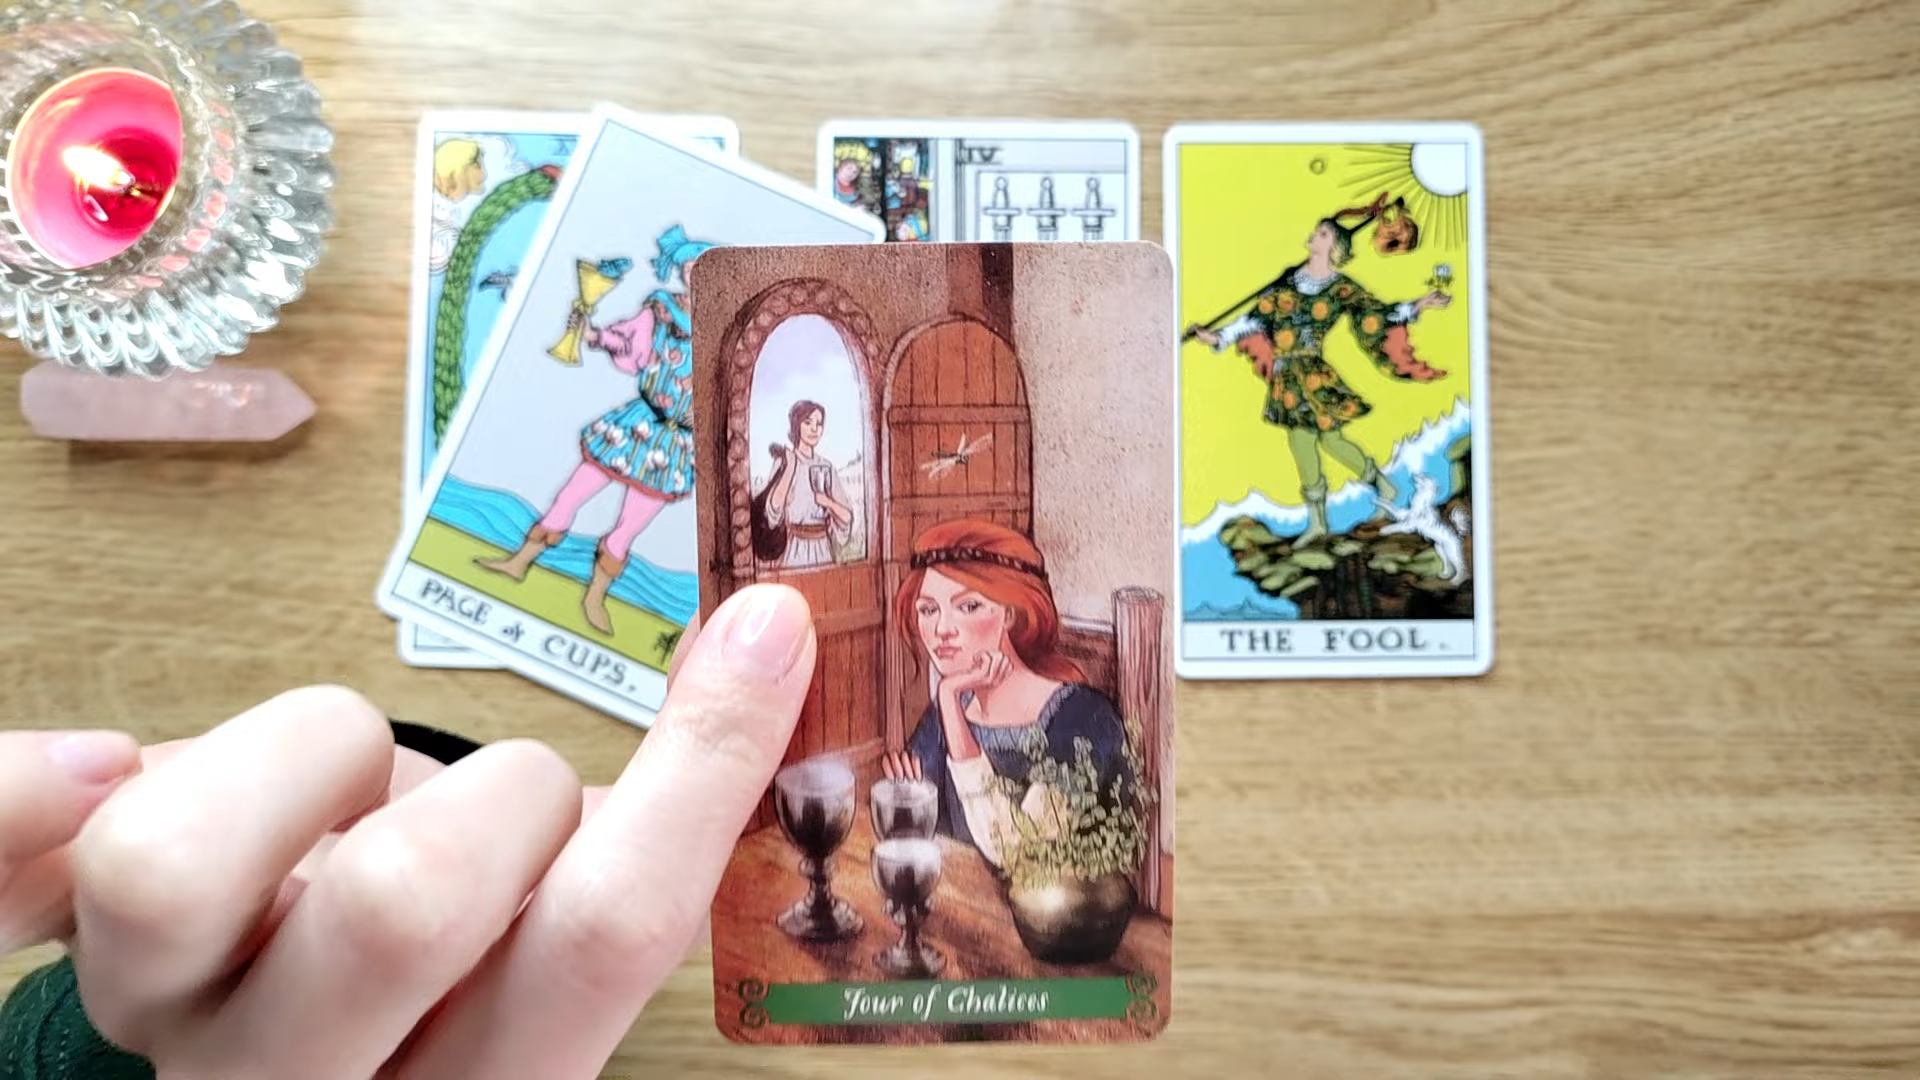 IV
PAGE of CUPS.
THE FOOL.
Four of Chalices